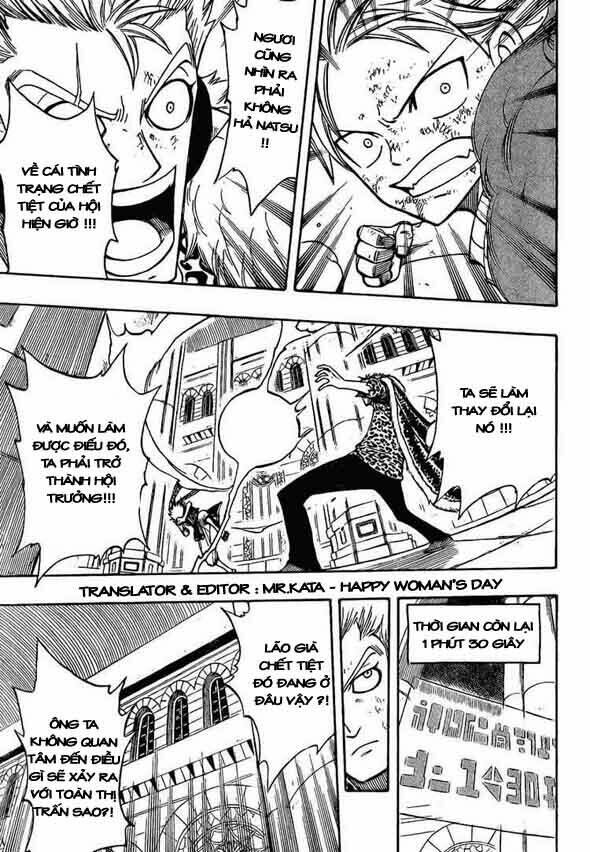 NGƯƠI
CŨNG
NHÌN RA
PHẢI
KHÔNG
HẢ NATSU
!!
VỀ CÁI TÌNH
TRẠNG CHẾT
TIỆT CỦA HỘI
HIỆN GIỜ !!!
TA SẼ LÀM
THAY ĐỔI LẠI
NÓ !!!
VÀ MUỐN LÀM
ĐƯỢC ĐIỀU ĐÓ,
TA PHẢI TRỞ
THÀNH HỘI
TRƯỞNG!!!
TRANSLATOR & EDITOR : MR.KATA - HAPPY WOMAN'S DAY
THỜI GIAN CÒN LẠI
1 PHÚT 30 GIÂY
LÃO GIÀ
CHẾT TIỆT
ĐÓ ĐANG Ở
ĐÂU VẬY ?!
ÔNG TA
KHÔNG QUAN
TÂM ĐẾN ĐIỀU
GÌ SẼ XẢY RA
VỚI TOÀN THỊ
TRẤN SAO?!